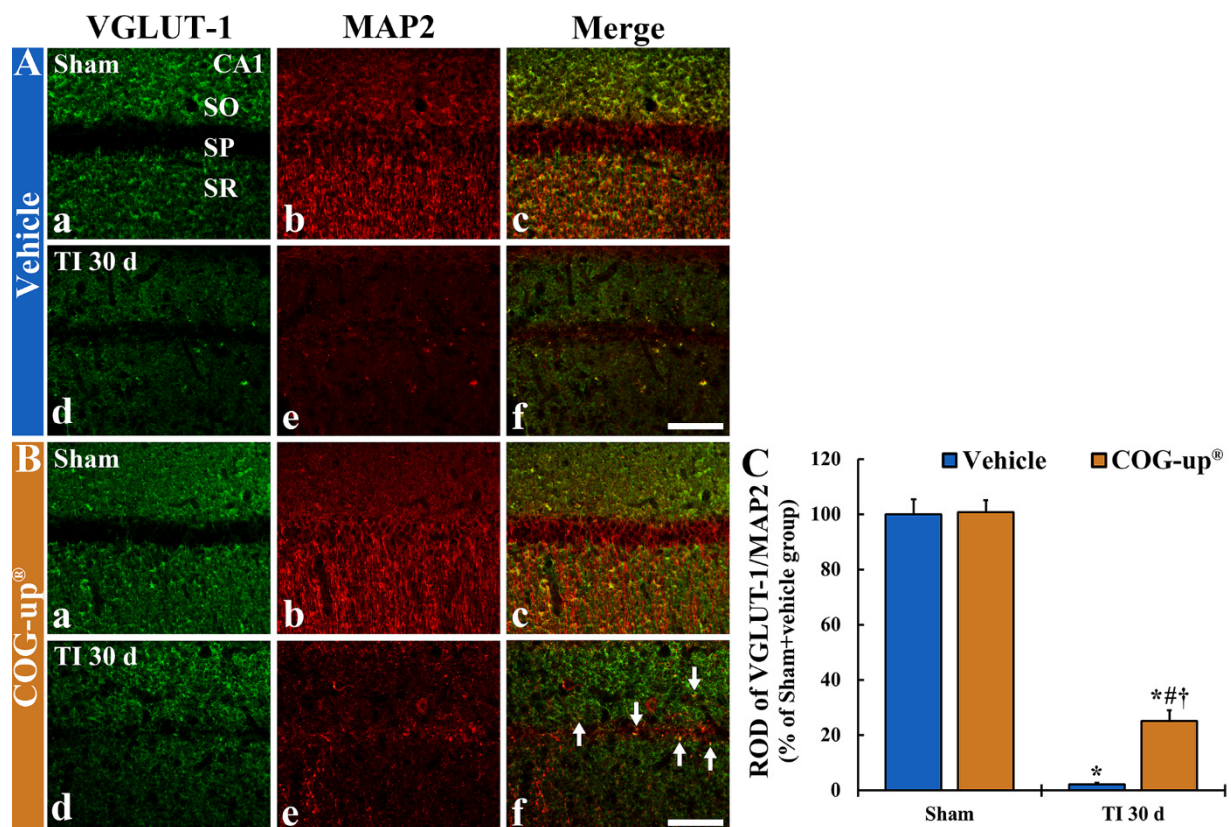 VGLUT-1 MAP2 Merge
A
Vehicle
Sham CA1
SO
SP
SR
a b c
TI 30 d
d e f
B
COG-up®
Sham
a b c
TI 30 d
d e f
C
Vehicle COG-up®
ROD of VGLUT-1/MAP2
(% of Sham+vehicle group)
120
100
80
60
40
20
0
*
*#†
Sham TI 30 d